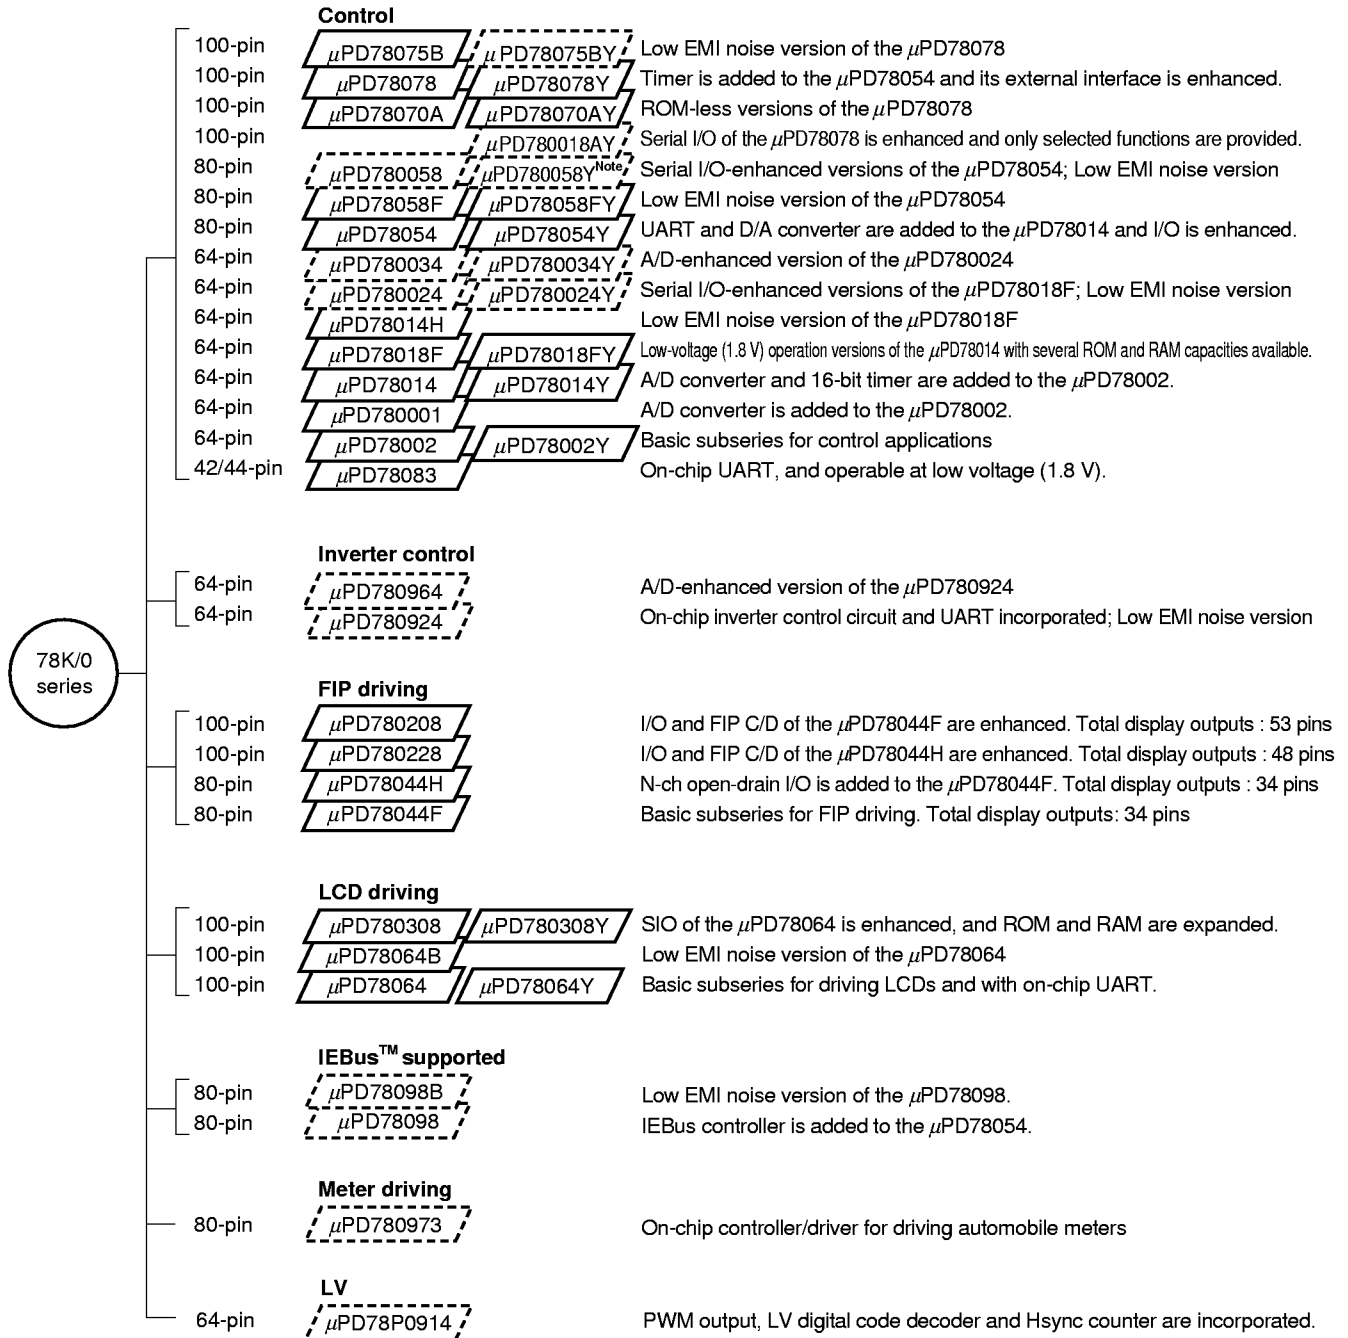 Control
100-pin μPD78075B μPD78075BY Low EMI noise version of the μPD78078
100-pin μPD78078 μPD78078Y Timer is added to the μPD78054 and its external interface is enhanced.
100-pin μPD78070A μPD78070AY ROM-less versions of the μPD78078
100-pin μPD780018AY Serial I/O of the μPD78078 is enhanced and only selected functions are provided.
80-pin μPD780058 μPD780058Y Note Serial I/O-enhanced versions of the μPD78054; Low EMI noise version
80-pin μPD78058F μPD78058FY Low EMI noise version of the μPD78054
80-pin μPD78054 μPD78054Y UART and D/A converter are added to the μPD78014 and I/O is enhanced.
64-pin μPD780034 μPD780034Y A/D-enhanced version of the μPD780024
64-pin μPD780024 μPD780024Y Serial I/O-enhanced versions of the μPD78018F; Low EMI noise version
64-pin μPD78014H Low EMI noise version of the μPD78018F
64-pin μPD78018F μPD78018FY Low-voltage (1.8 V) operation versions of the μPD78014 with several ROM and RAM capacities available.
64-pin μPD78014 μPD78014Y A/D converter and 16-bit timer are added to the μPD78002.
64-pin μPD780001 A/D converter is added to the μPD78002.
64-pin μPD78002 μPD78002Y Basic subseries for control applications
42/44-pin μPD78083 On-chip UART, and operable at low voltage (1.8 V).
Inverter control
64-pin μPD780964 A/D-enhanced version of the μPD780924
64-pin μPD780924 On-chip inverter control circuit and UART incorporated; Low EMI noise version
78K/0
series
FIP driving
100-pin μPD780208 I/O and FIP C/D of the μPD78044F are enhanced. Total display outputs : 53 pins
100-pin μPD780228 I/O and FIP C/D of the μPD78044H are enhanced. Total display outputs : 48 pins
80-pin μPD78044H N-ch open-drain I/O is added to the μPD78044F. Total display outputs : 34 pins
80-pin μPD78044F Basic subseries for FIP driving. Total display outputs: 34 pins
LCD driving
100-pin μPD780308 μPD780308Y SIO of the μPD78064 is enhanced, and ROM and RAM are expanded.
100-pin μPD78064B Low EMI noise version of the μPD78064
100-pin μPD78064 μPD78064Y Basic subseries for driving LCDs and with on-chip UART.
IEBus™ supported
80-pin μPD78098B Low EMI noise version of the μPD78098.
80-pin μPD78098 IEBus controller is added to the μPD78054.
Meter driving
80-pin μPD780973 On-chip controller/driver for driving automobile meters
LV
64-pin μPD78P0914 PWM output, LV digital code decoder and Hsync counter are incorporated.